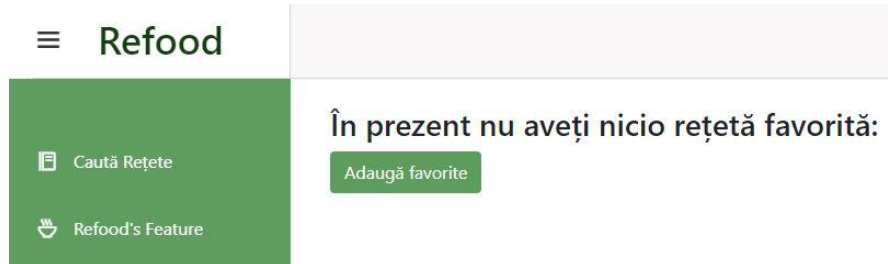 Refood
În prezent nu aveți nicio rețetă favorită:
Caută Rețete
Adaugă favorite
Refood's Feature